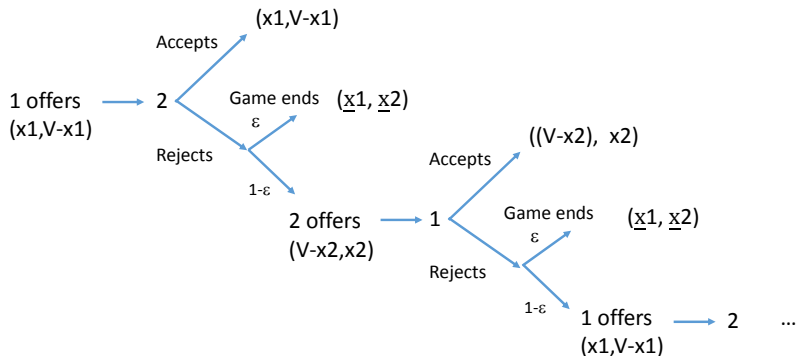 (x1,V-x1)
Accepts
1 offers
(x1,V-x1)
2
Game ends
ε
(x1, x2)
Rejects
1-ε
2 offers
(V-x2,x2)
1
Accepts
((V-x2), x2)
Game ends
ε
(x1, x2)
Rejects
1-ε
1 offers
(x1,V-x1)
2
...